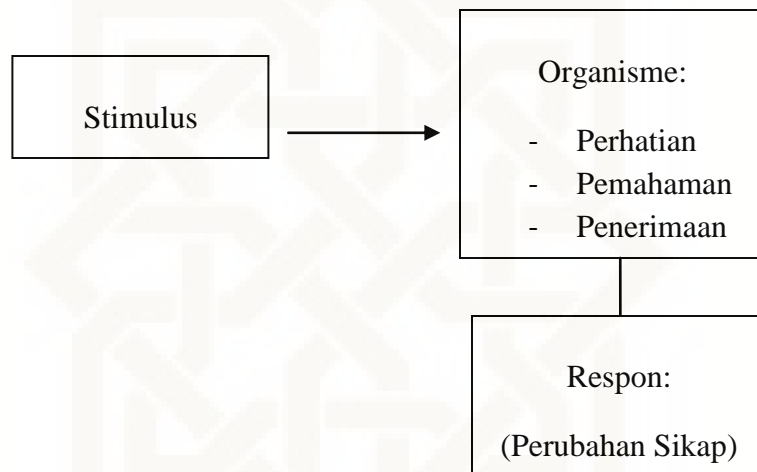 Stimulus
Organisme:
- Perhatian
- Pemahaman
- Penerimaan
Respon:
(Perubahan Sikap)